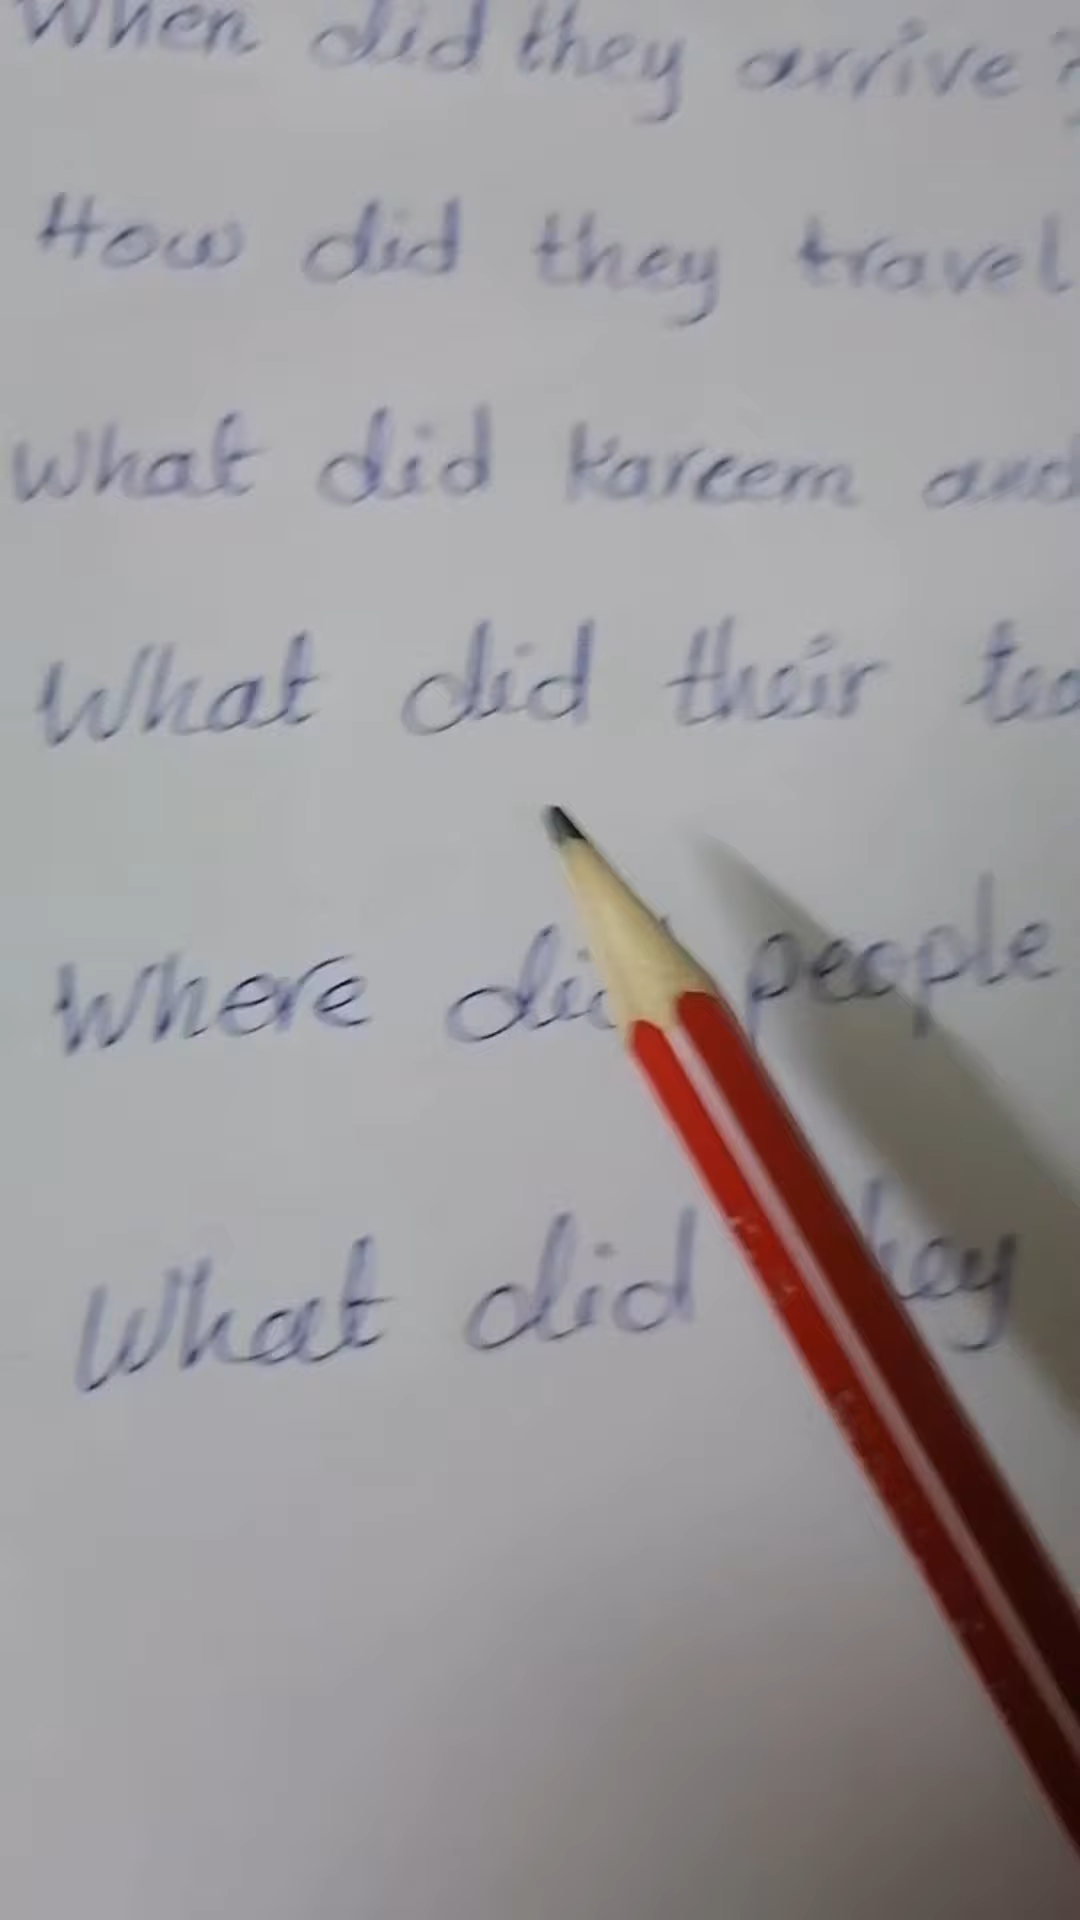 When did they arrive?
How did they travel
What did kareem and
What did their
Where did people
What did they